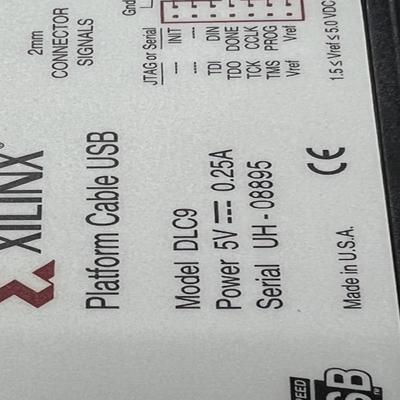 XILINX®
Platform Cable USB
Model DLC9
Power 5V 0.25A
Serial UH - 08895
Made in U.S.A.
CE
2mm
CONNECTOR
SIGNALS
JTAG or Serial
Gnd
INIT
---
---
---
TDI DIN
TDO DONE
TCK CCLK
TMS PROG
Vref Vref
1.5 ≤ Vref ≤ 5.0 VDC
SPEED
SB